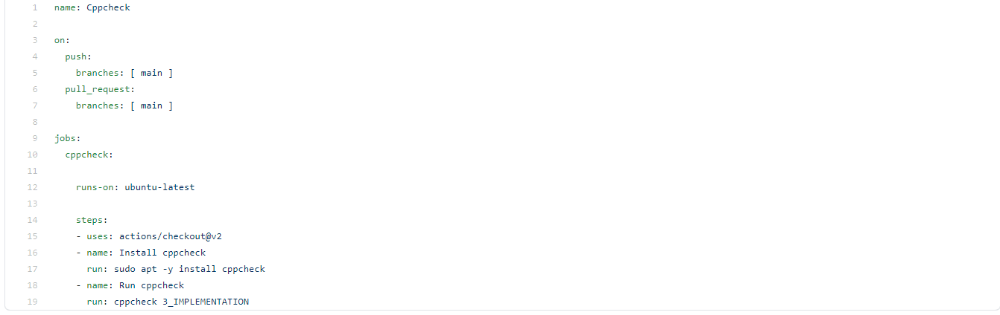 1 name: Cppcheck
2
3 on:
4   push:
5     branches: [ main ]
6   pull_request:
7     branches: [ main ]
8
9 jobs:
10   cppcheck:
11
12     runs-on: ubuntu-latest
13
14     steps:
15     - uses: actions/checkout@v2
16     - name: Install cppcheck
17       run: sudo apt -y install cppcheck
18     - name: Run cppcheck
19       run: cppcheck 3_IMPLEMENTATION